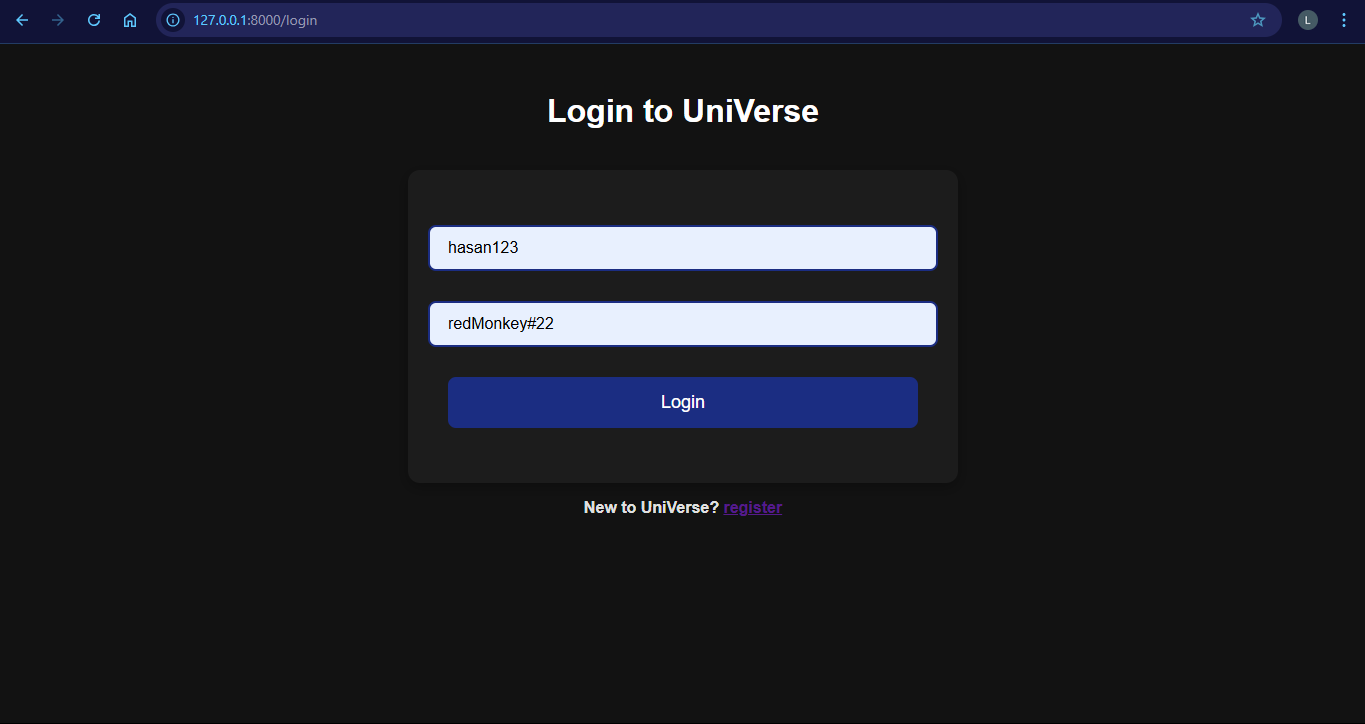 127.0.0.1:8000/login
L
Login to UniVerse
hasan123
redMonkey#22
Login
New to UniVerse? register